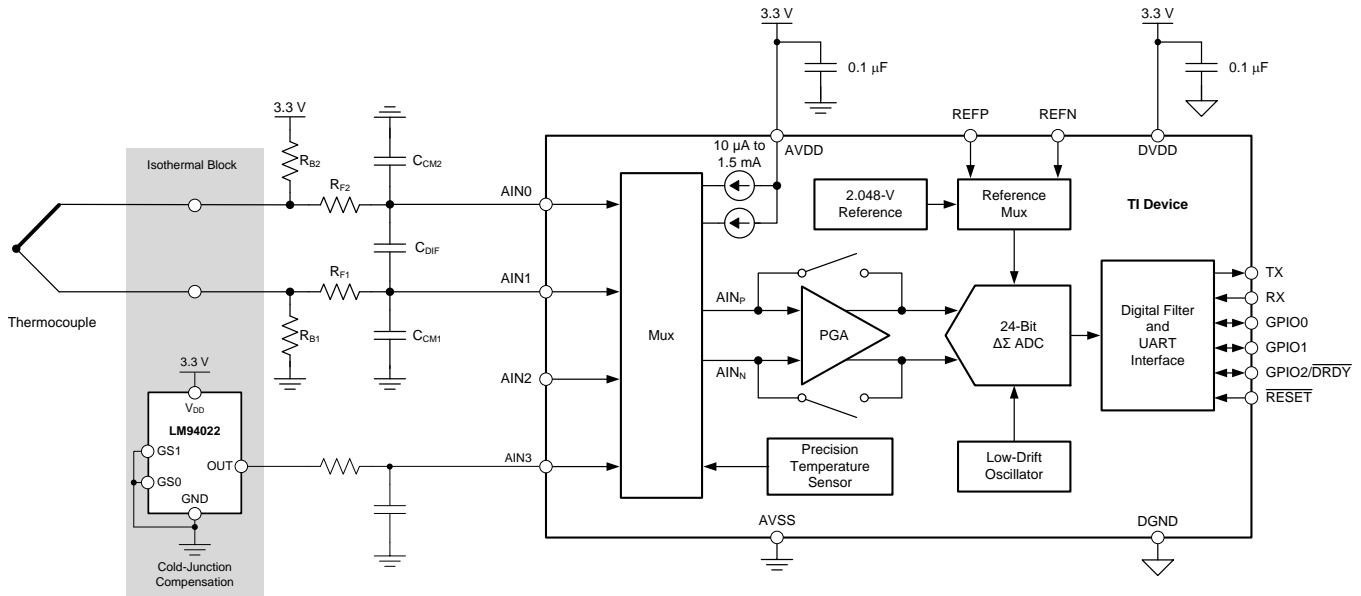 3.3 V
3.3 V
0.1 µF
0.1 µF
3.3 V
REFP
REFN
Isothermal Block
RB2
CCM2
10 µA to
1.5 mA
AVDD
DVDD
RF2
AIN0
2.048-V
Reference
Reference
Mux
TI Device
CDIF
RF1
AIN1
Thermocouple
RB1
CCM1
Mux
AINP
AINN
PGA
24-Bit
ΔΣ ADC
Digital Filter
and
UART
Interface
TX
RX
GPIO0
GPIO1
GPIO2/DRDY
RESET
3.3 V
VDD
LM94022
GS1
GS0
OUT
GND
AIN2
AIN3
Precision
Temperature
Sensor
Low-Drift
Oscillator
AVSS
DGND
Cold-Junction
Compensation